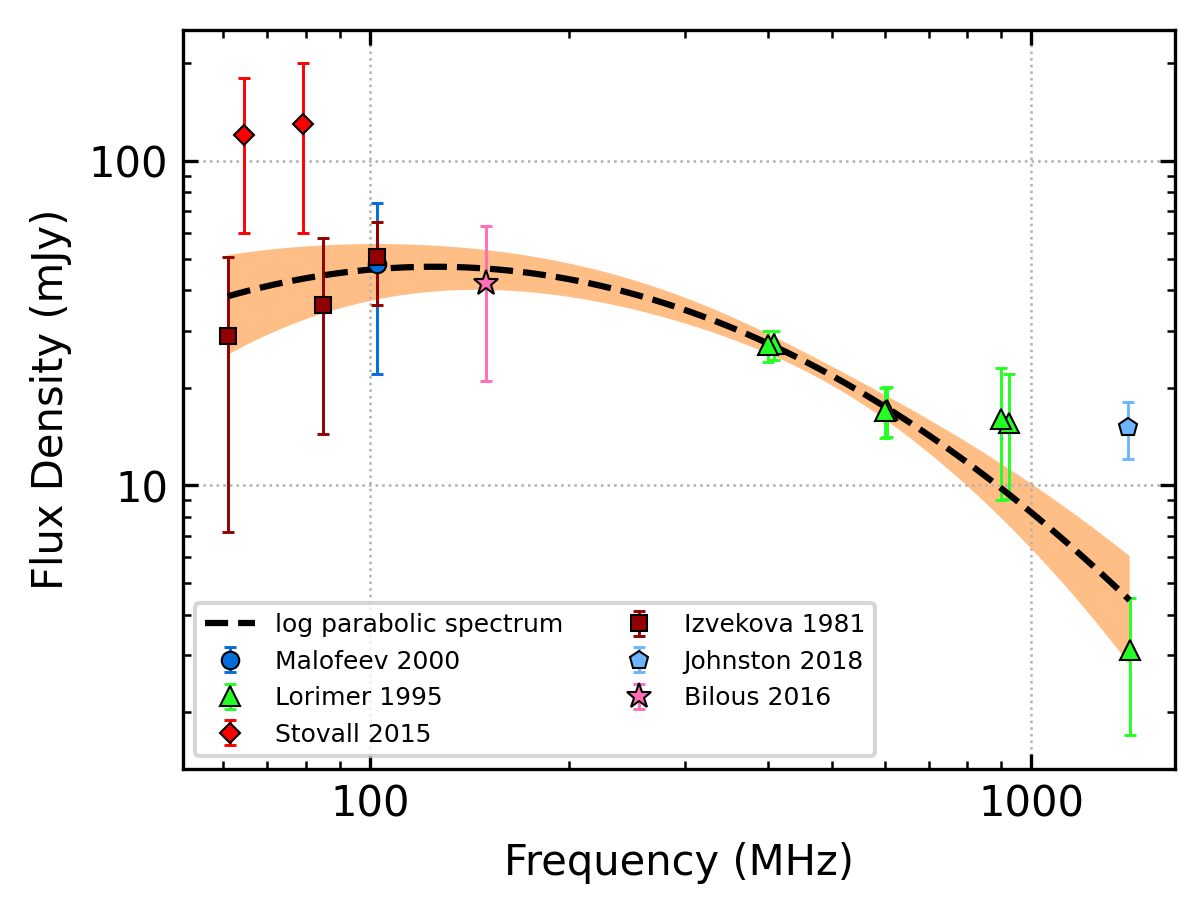 100
10
Flux Density (mJy)
log parabolic spectrum
Malofeev 2000
Lorimer 1995
Stovall 2015
Izvekova 1981
Johnston 2018
Bilous 2016
100
1000
Frequency (MHz)